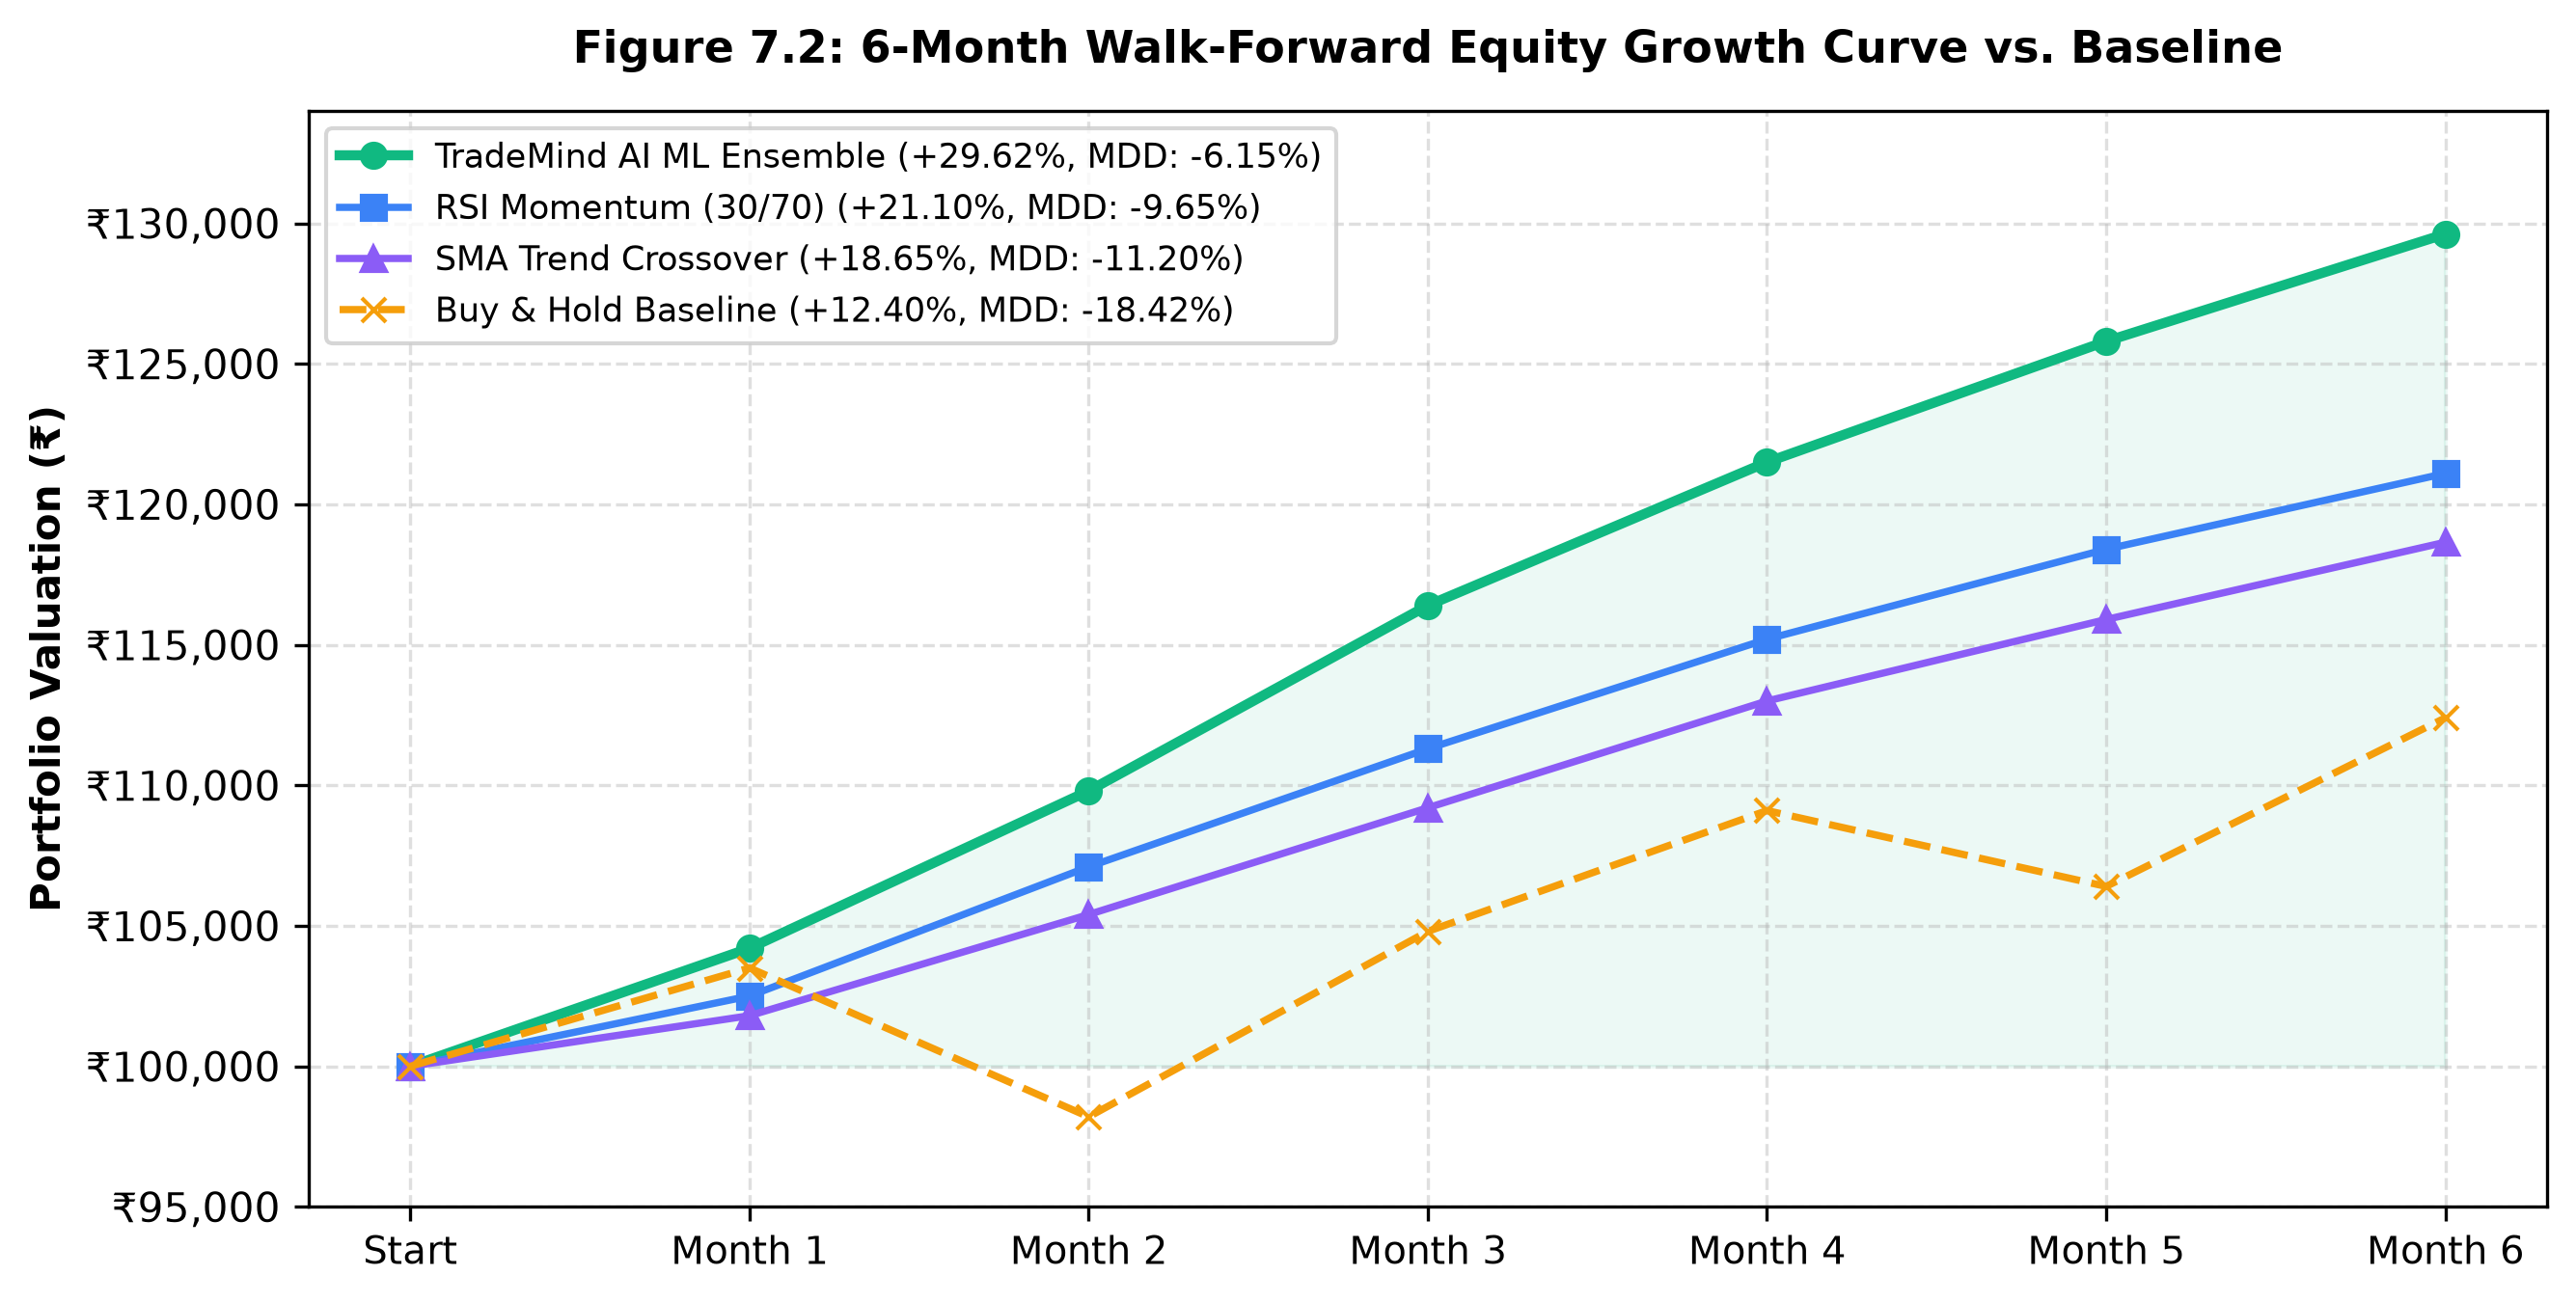 Figure 7.2: 6-Month Walk-Forward Equity Growth Curve vs. Baseline
TradeMind AI ML Ensemble (+29.62%, MDD: -6.15%)
RSI Momentum (30/70) (+21.10%, MDD: -9.65%)
SMA Trend Crossover (+18.65%, MDD: -11.20%)
Buy & Hold Baseline (+12.40%, MDD: -18.42%)
Portfolio Valuation (₹)
₹130,000
₹125,000
₹120,000
₹115,000
₹110,000
₹105,000
₹100,000
₹95,000
Start
Month 1
Month 2
Month 3
Month 4
Month 5
Month 6